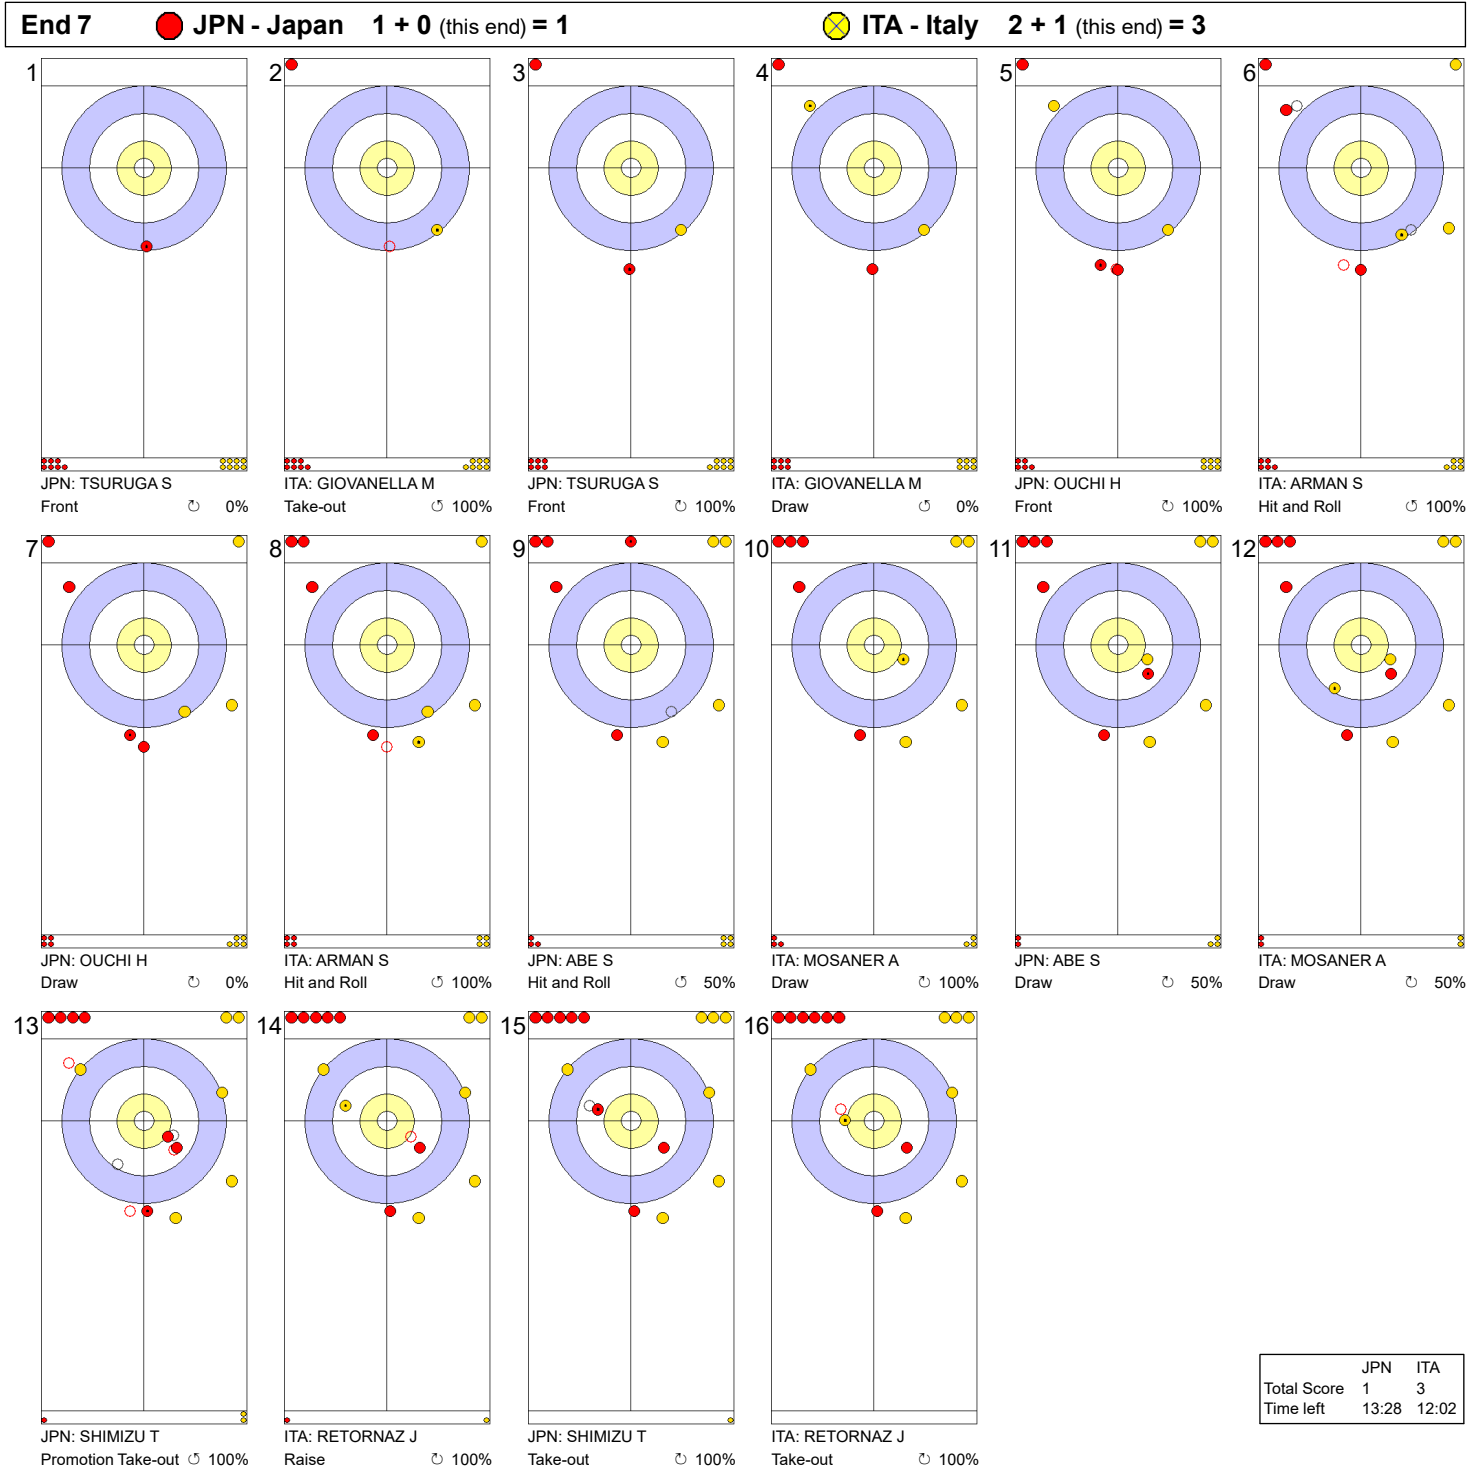 End 7 JPN - Japan 1 + 0 (this end) = 1 ITA - Italy 2 + 1 (this end) = 3
1
JPN: TSURUGA S
Front ↻ 0%
2
ITA: GIOVANELLA M
Take-out ↺ 100%
3
JPN: TSURUGA S
Front ↺ 100%
4
ITA: GIOVANELLA M
Draw ↺ 0%
5
JPN: OUCHI H
Front ↻ 100%
6
ITA: ARMAN S
Hit and Roll ↺ 100%
7
JPN: OUCHI H
Draw ↻ 0%
8
ITA: ARMAN S
Hit and Roll ↺ 100%
9
JPN: ABE S
Hit and Roll ↺ 50%
10
ITA: MOSANER A
Draw ↻ 100%
11
JPN: ABE S
Draw ↻ 50%
12
ITA: MOSANER A
Draw ↻ 50%
13
JPN: SHIMIZU T
Promotion Take-out ↺ 100%
14
ITA: RETORNAZ J
Raise ↻ 100%
15
JPN: SHIMIZU T
Take-out ↻ 100%
16
ITA: RETORNAZ J
Take-out ↻ 100%
JPN ITA
Total Score 1 3
Time left 13:28 12:02